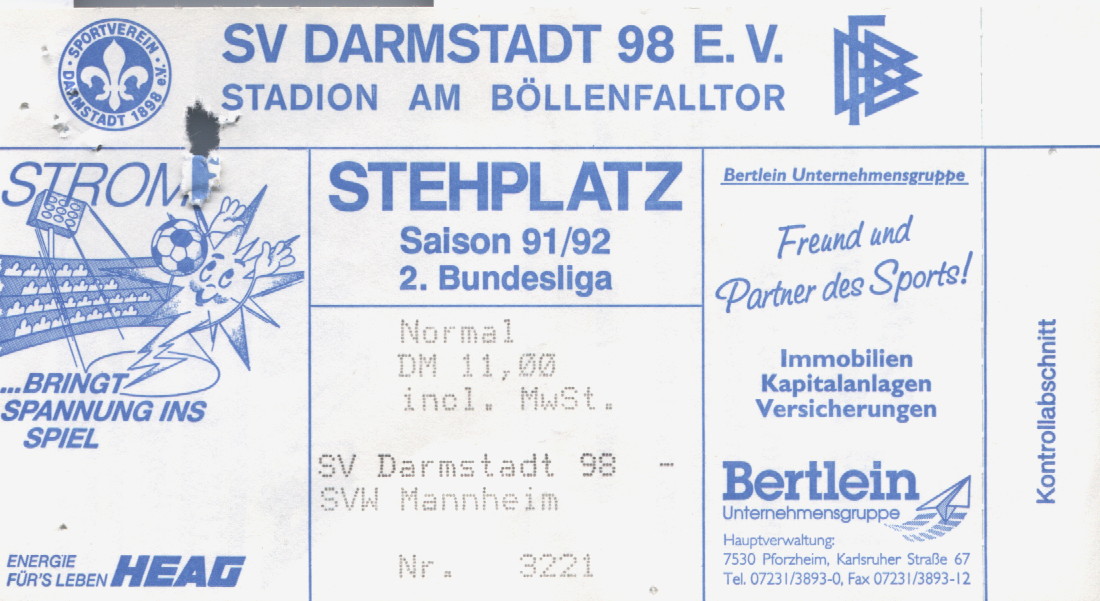 SPORTVEREIN
DARMSTADT 1898 e.V.
SV DARMSTADT 98 E. V.
STADION AM BÖLLENFALLTOR
DFB
STROM
...BRINGT
SPANNUNG INS
SPIEL
ENERGIE
FÜR'S LEBEN HEAG
STEHPLATZ
Saison 91/92
2. Bundesliga
Normal
DM 11,00
incl. MwSt.
SV Darmstadt 98 -
SVW Mannheim
Nr. 3221
Bertlein Unternehmensgruppe
Freund und
Partner des Sports!
Immobilien
Kapitalanlagen
Versicherungen
Bertlein
Unternehmensgruppe
Hauptverwaltung:
7530 Pforzheim, Karlsruher Straße 67
Tel. 07231/3893-0, Fax 07231/3893-12
Kontrollabschnitt